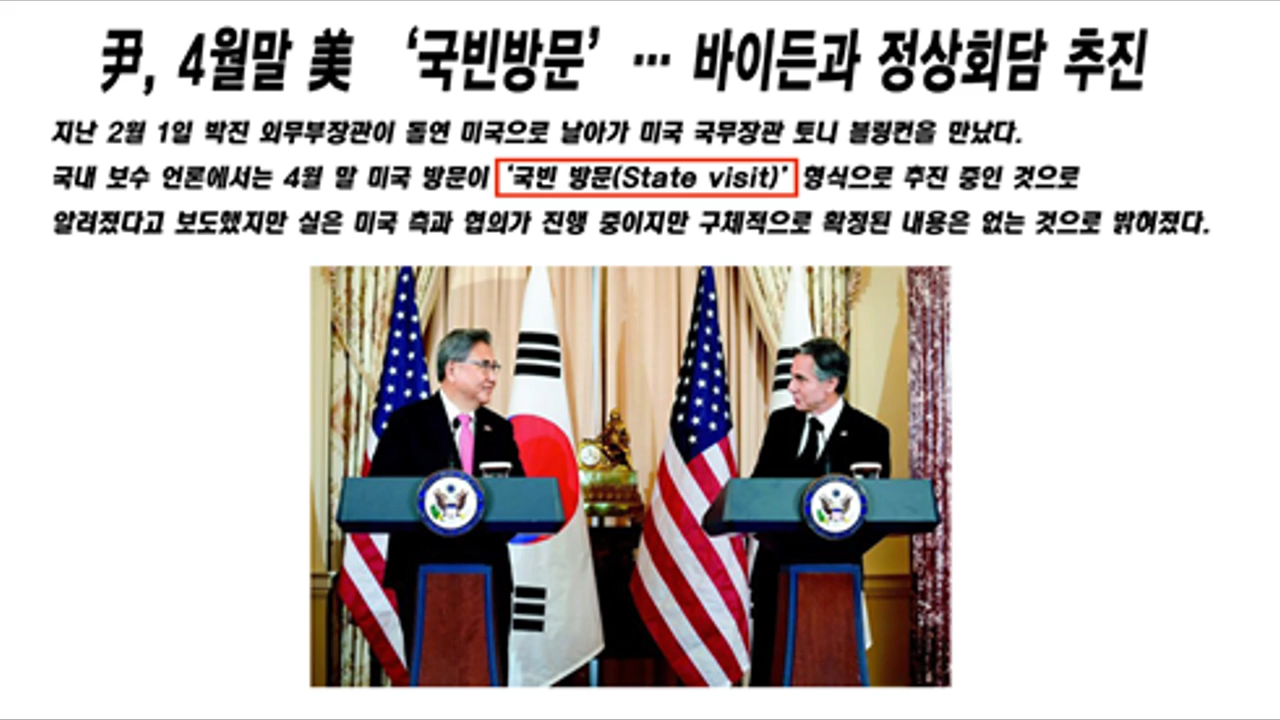 尹, 4월말 美 ‘국빈방문’ … 바이든과 정상회담 추진
지난 2월 1일 박진 외무부장관이 돌연 미국으로 날아가 미국 국무장관 토니 블링컨을 만났다.
국내 보수 언론에서는 4월 말 미국 방문이 ‘국빈 방문(State visit)’ 형식으로 추진 중인 것으로
알려졌다고 보도했지만 실은 미국 측과 협의가 진행 중이지만 구체적으로 확정된 내용은 없는 것으로 밝혀졌다.